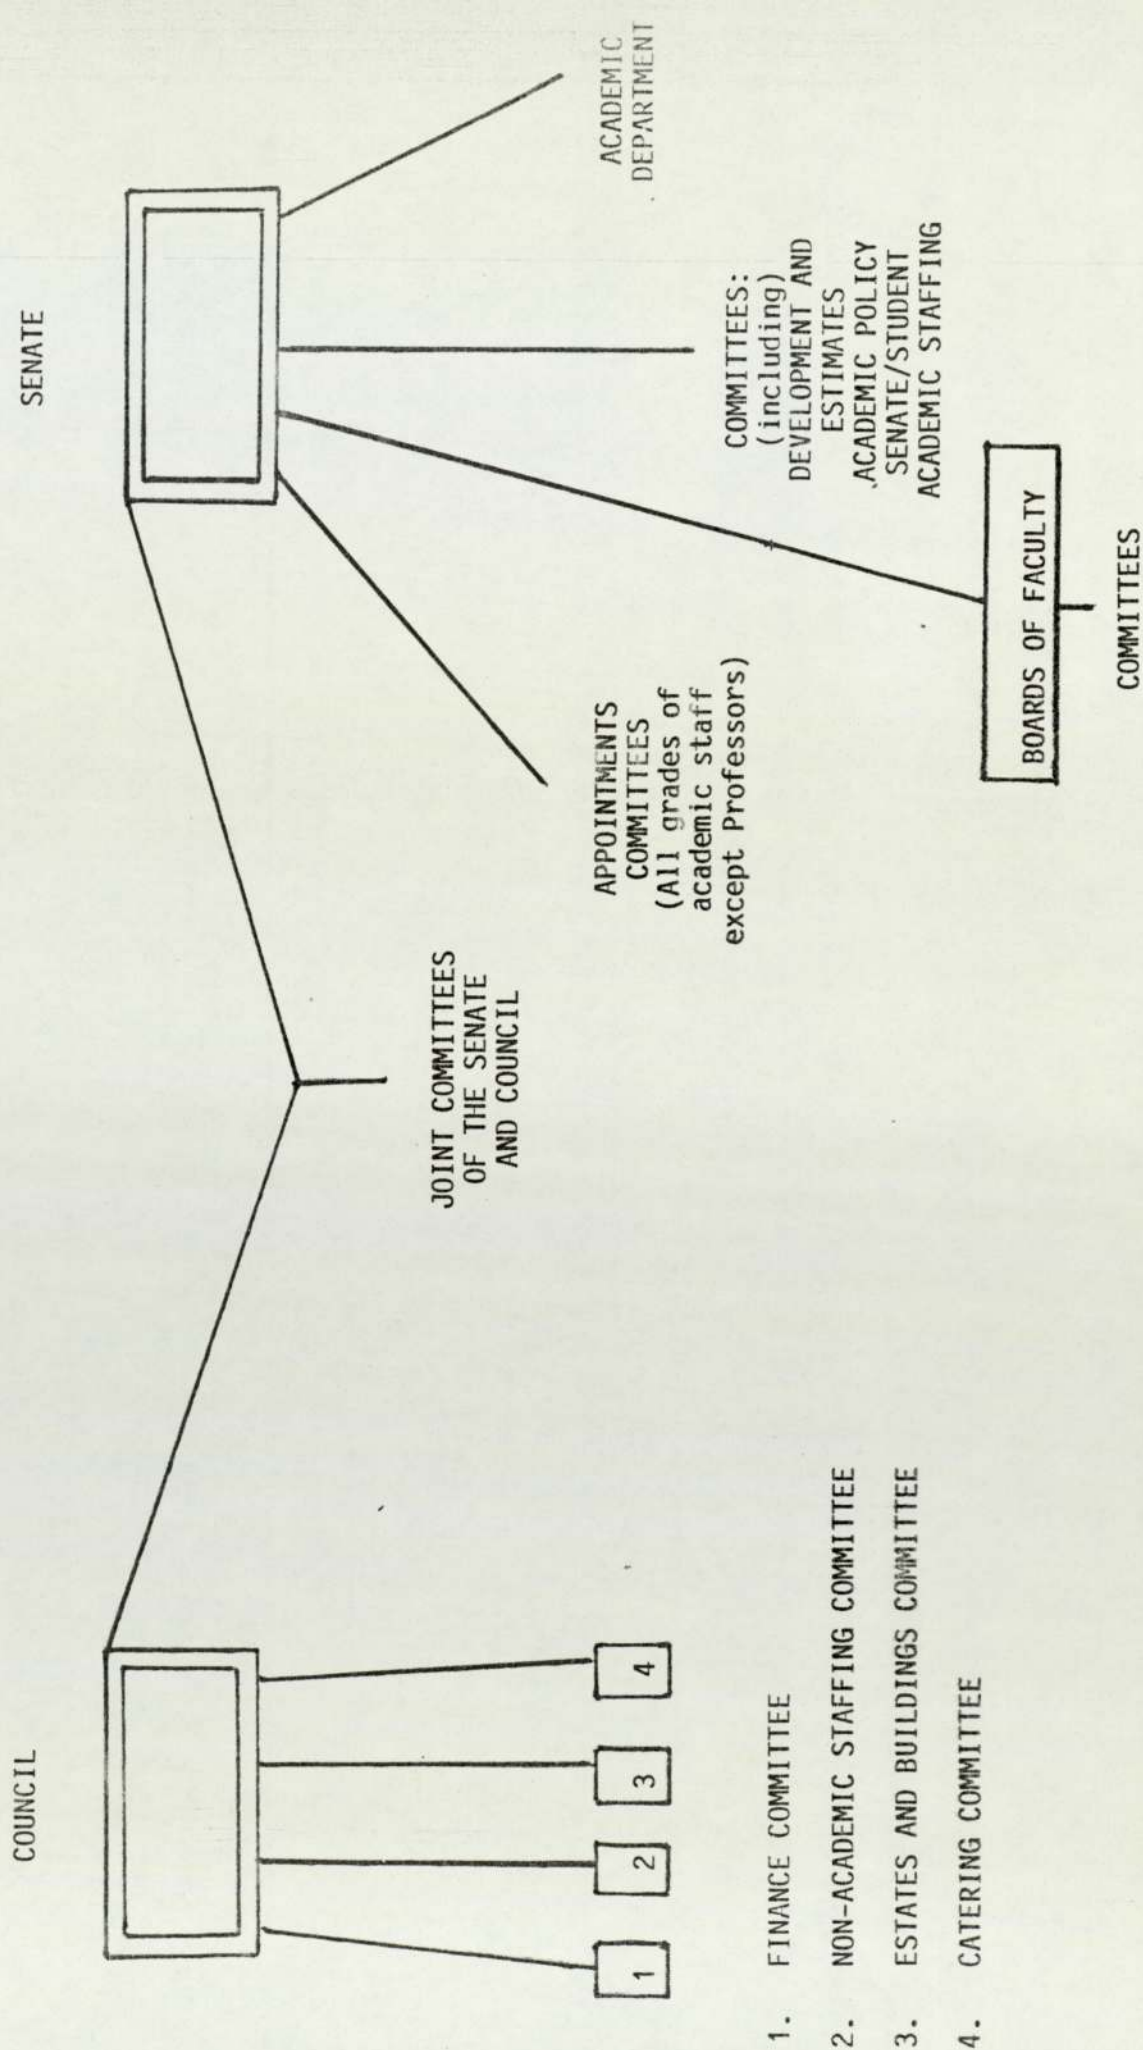 COUNCIL
SENATE
JOINT COMMITTEES
OF THE SENATE
AND COUNCIL
APPOINTMENTS
COMMITTEES
(All grades of
academic staff
except Professors)
COMMITTEES:
(including)
DEVELOPMENT AND
ESTIMATES
ACADEMIC POLICY
SENATE/STUDENT
ACADEMIC STAFFING
ACADEMIC
DEPARTMENT
BOARDS OF FACULTY
COMMITTEES
1
2
3
4
1. FINANCE COMMITTEE
2. NON-ACADEMIC STAFFING COMMITTEE
3. ESTATES AND BUILDINGS COMMITTEE
4. CATERING COMMITTEE